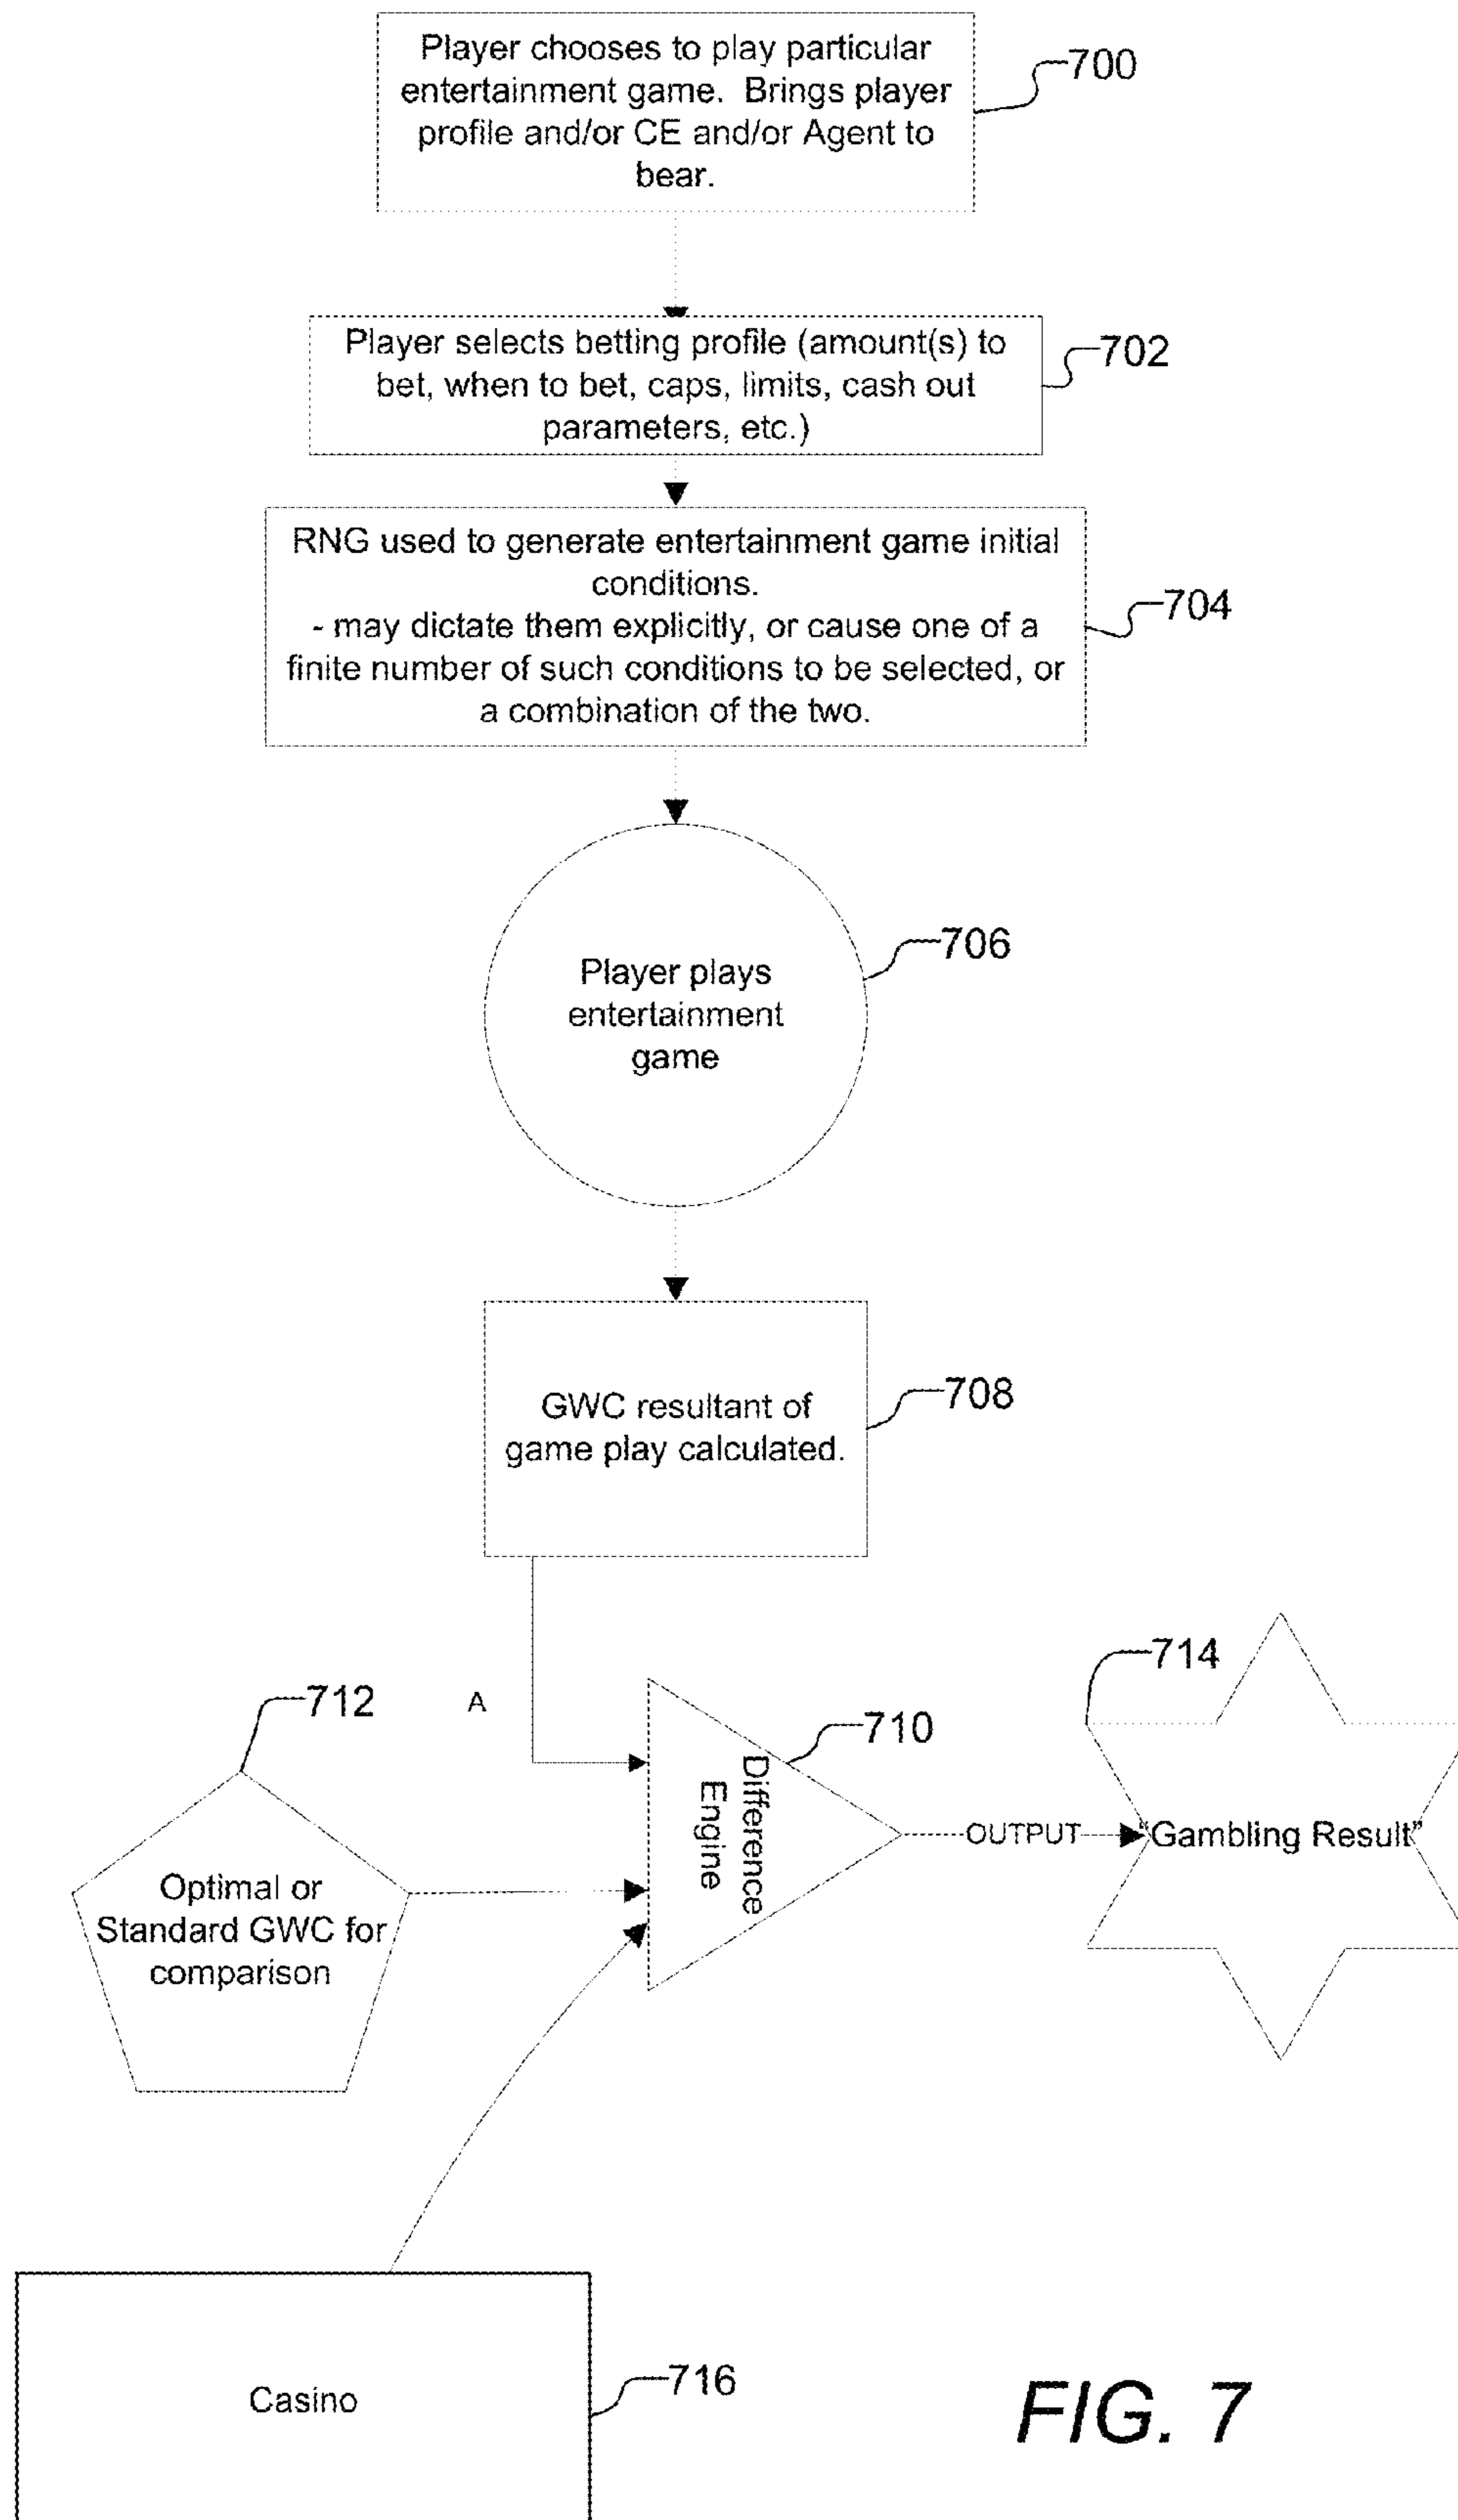 Player chooses to play particular
entertainment game. Brings player
profile and/or CE and/or Agent to
bear.
700
Player selects betting profile (amount(s) to
bet, when to bet, caps, limits, cash out
parameters, etc.)
702
RNG used to generate entertainment game initial
conditions.
- may dictate them explicitly, or cause one of a
finite number of such conditions to be selected, or
a combination of the two.
704
Player plays
entertainment
game
706
GWC resultant of
game play calculated.
708
A
712
Optimal or
Standard GWC for
comparison
710
Difference
Engine
OUTPUT
714
“Gambling Result”
Casino
716
FIG. 7